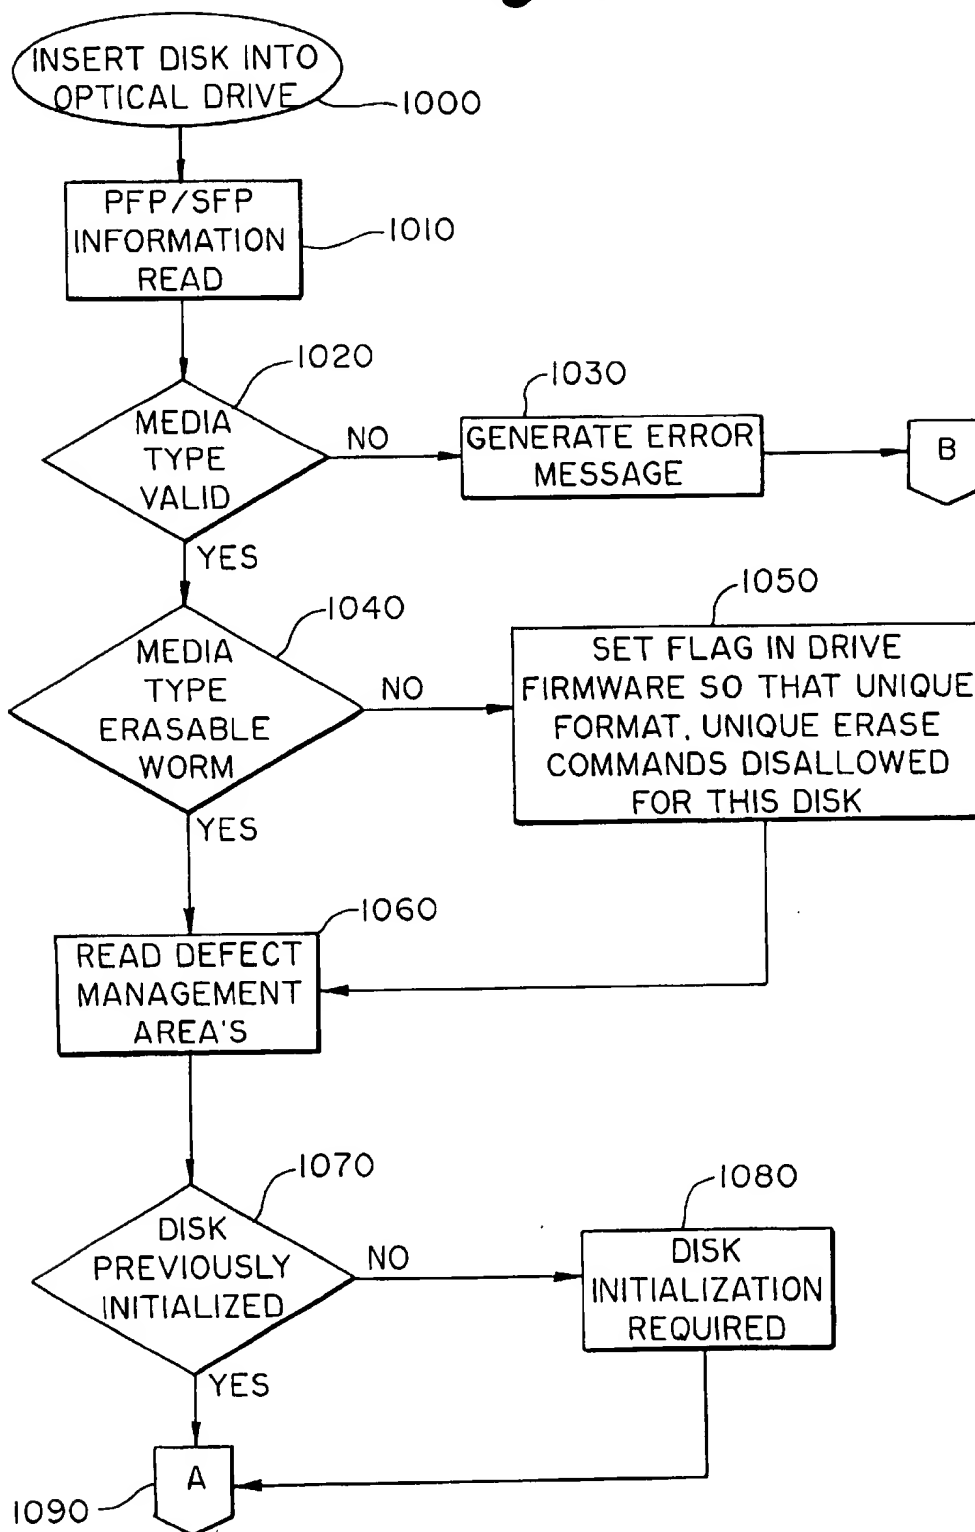 INSERT DISK INTO
OPTICAL DRIVE
1000
PFP/SFP
INFORMATION
READ
1010
1020
MEDIA
TYPE
VALID
NO
1030
GENERATE ERROR
MESSAGE
B
YES
1040
MEDIA
TYPE
ERASABLE
WORM
NO
1050
SET FLAG IN DRIVE
FIRMWARE SO THAT UNIQUE
FORMAT, UNIQUE ERASE
COMMANDS DISALLOWED
FOR THIS DISK
YES
1060
READ DEFECT
MANAGEMENT
AREA'S
1070
DISK
PREVIOUSLY
INITIALIZED
NO
1080
DISK
INITIALIZATION
REQUIRED
YES
A
1090